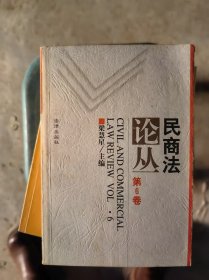 民商法
论丛
第6卷
CIVIL AND COMMERCIAL
LAW REVIEW VOL.·6
梁慧星/主编
法律出版社